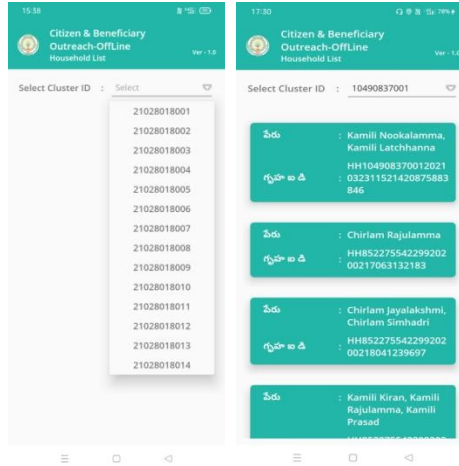 15:38
Citizen & Beneficiary
Outreach-OffLine
Household List
Ver - 1.0
Select Cluster ID : Select
21028018001
21028018002
21028018003
21028018004
21028018005
21028018006
21028018007
21028018008
21028018009
21028018010
21028018011
21028018012
21028018013
21028018014
17:30
78%
Citizen & Beneficiary
Outreach-OffLine
Household List
Ver - 1.0
Select Cluster ID : 10490837001
పేరు : Kamili Nookalamma,
Kamili Latchhanna
గృహ ఐ డి : HH104908370012021
032311521420875883
846
పేరు : Chirlam Rajulamma
గృహ ఐ డి : HH852275542299202
00217063132183
పేరు : Chirlam Jayalakshmi,
Chirlam Simhadri
గృహ ఐ డి : HH852275542299202
00218041239697
పేరు : Kamili Kiran, Kamili
Rajulamma, Kamili
Prasad